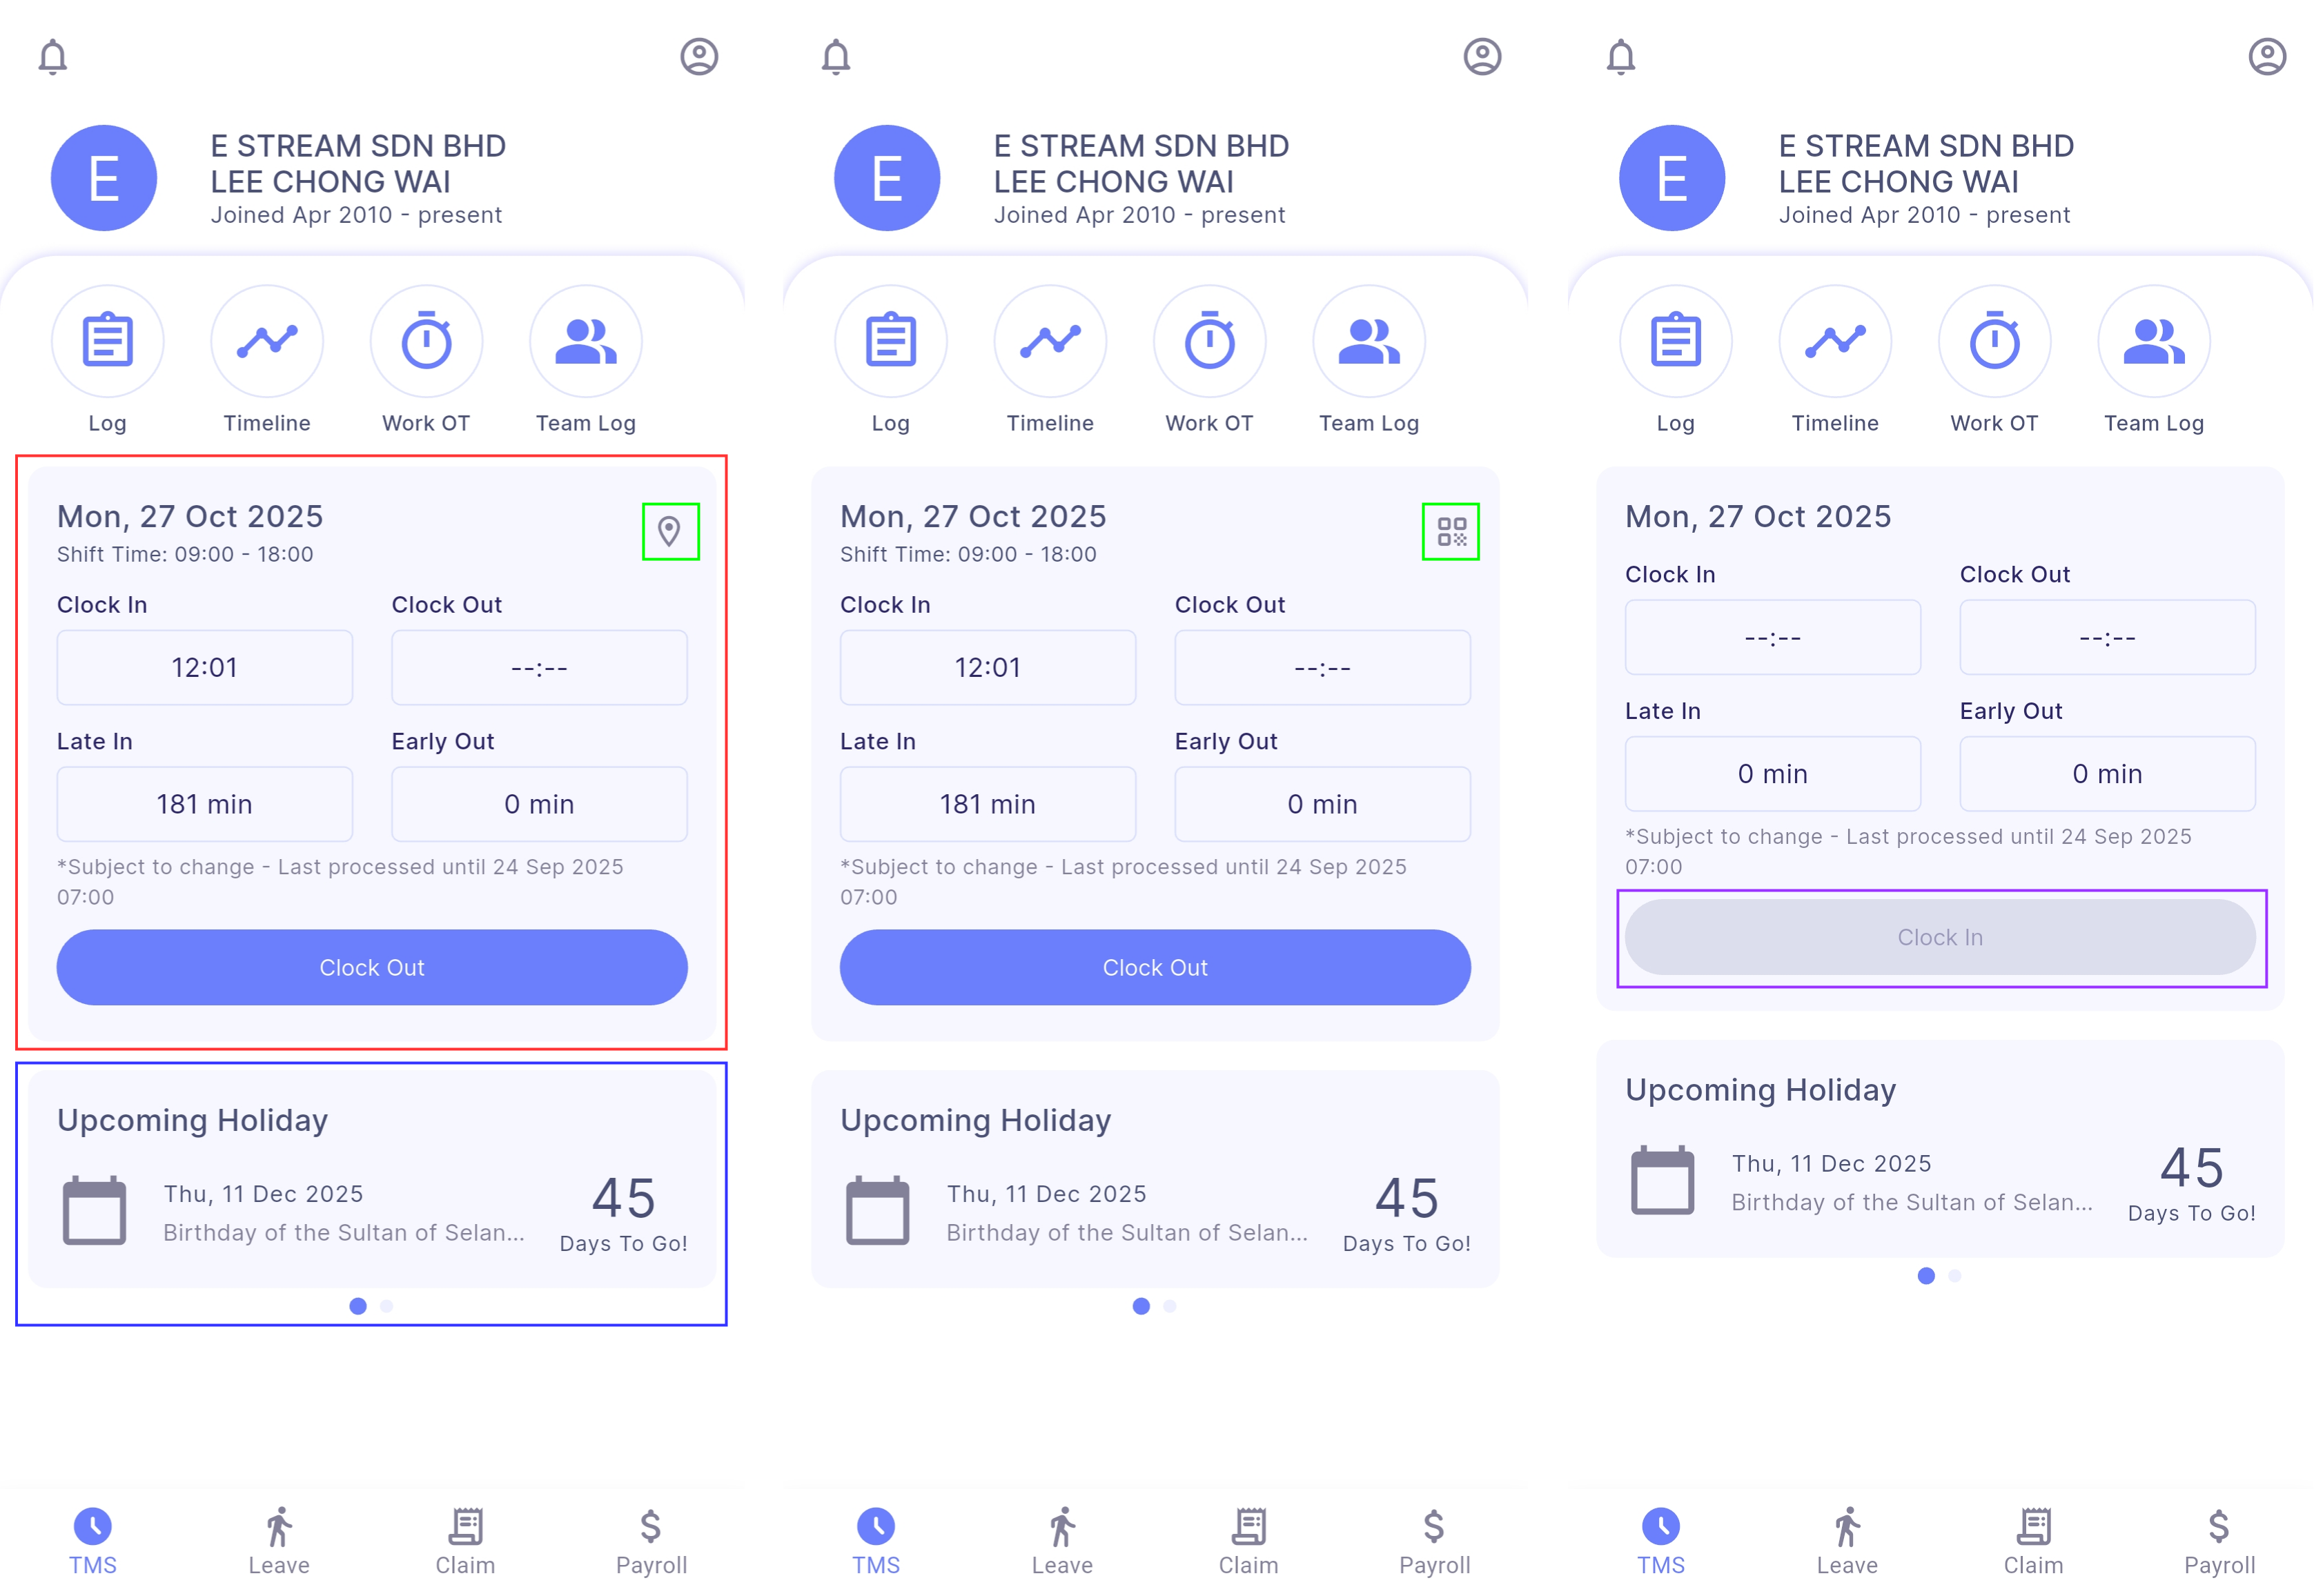 E
E STREAM SDN BHD
LEE CHONG WAI
Joined Apr 2010 - present
Log
Timeline
Work OT
Team Log
Mon, 27 Oct 2025
Shift Time: 09:00 - 18:00
Clock In
Clock Out
12:01
--:--
Late In
Early Out
181 min
0 min
*Subject to change - Last processed until 24 Sep 2025
07:00
Clock Out
Upcoming Holiday
Thu, 11 Dec 2025
Birthday of the Sultan of Selan...
45
Days To Go!
TMS
Leave
Claim
Payroll
E
E STREAM SDN BHD
LEE CHONG WAI
Joined Apr 2010 - present
Log
Timeline
Work OT
Team Log
Mon, 27 Oct 2025
Shift Time: 09:00 - 18:00
Clock In
Clock Out
12:01
--:--
Late In
Early Out
181 min
0 min
*Subject to change - Last processed until 24 Sep 2025
07:00
Clock Out
Upcoming Holiday
Thu, 11 Dec 2025
Birthday of the Sultan of Selan...
45
Days To Go!
TMS
Leave
Claim
Payroll
E
E STREAM SDN BHD
LEE CHONG WAI
Joined Apr 2010 - present
Log
Timeline
Work OT
Team Log
Mon, 27 Oct 2025
Clock In
Clock Out
--:--
--:--
Late In
Early Out
0 min
0 min
*Subject to change - Last processed until 24 Sep 2025
07:00
Clock In
Upcoming Holiday
Thu, 11 Dec 2025
Birthday of the Sultan of Selan...
45
Days To Go!
TMS
Leave
Claim
Payroll